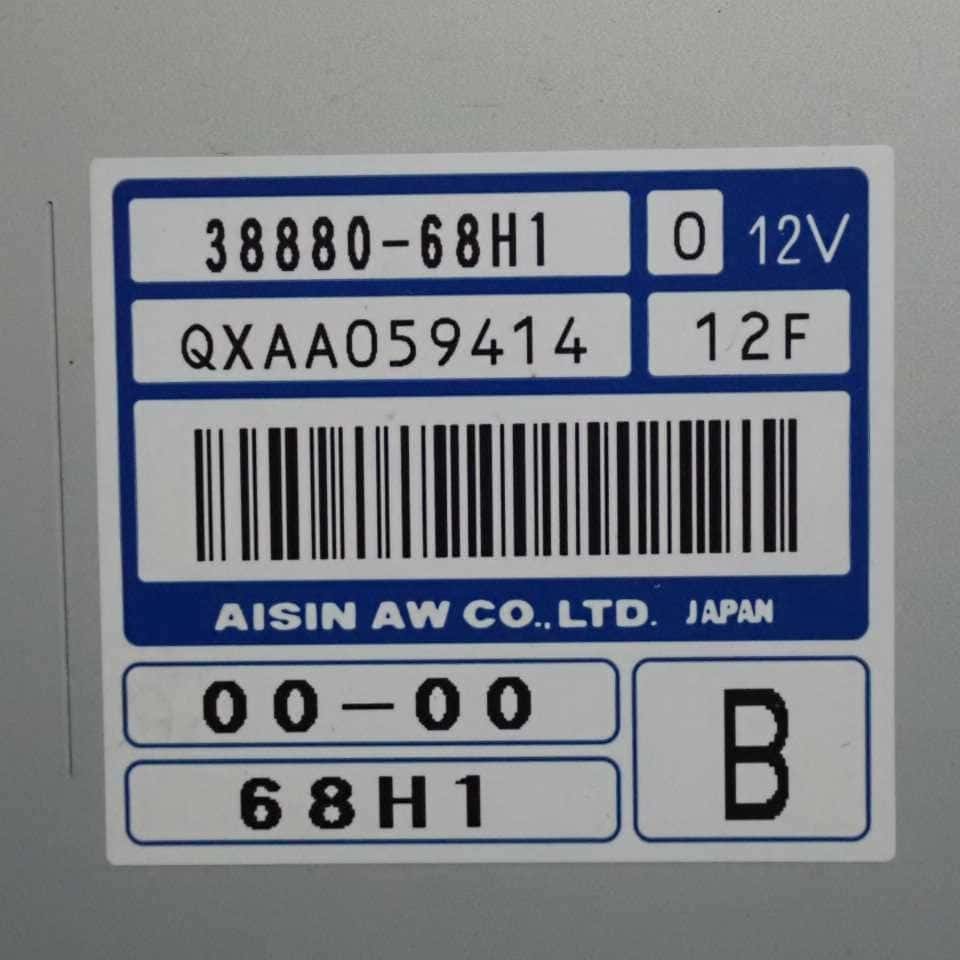 38880-68H1 0 12V
QXAA059414 12F
AISIN AW CO., LTD. JAPAN
00-00
68H1
B